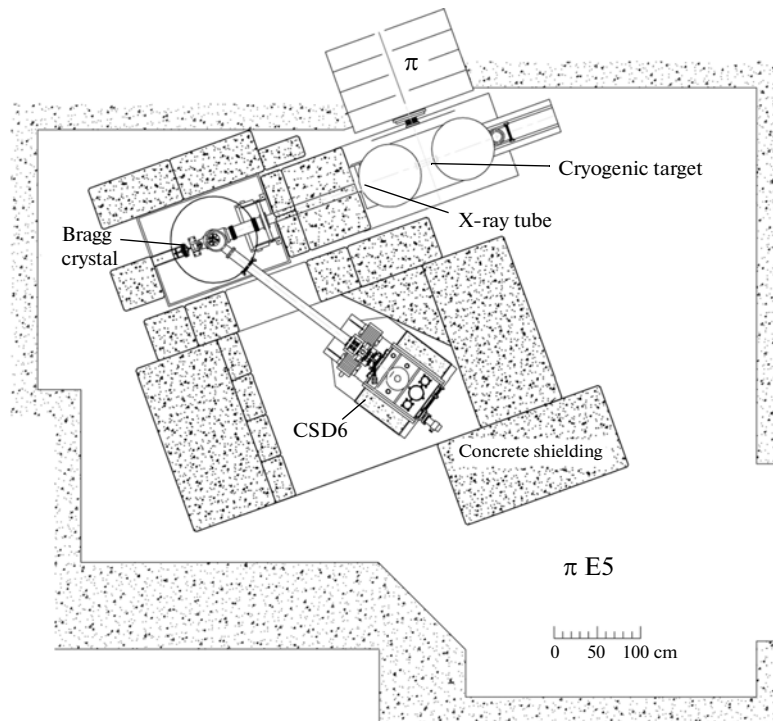 π
Cryogenic target
X-ray tube
Bragg
crystal
CSD6
Concrete shielding
π E5
0 50 100 cm